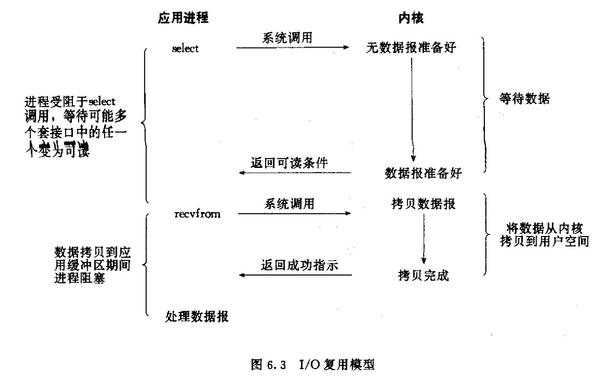 应用进程
内核
select
系统调用
无数据报准备好
进程受阻于select
调用，等待可能多
个套接口中的任一
个变为可读
等待数据
返回可读条件
数据报准备好
recvfrom
系统调用
拷贝数据报
数据拷贝到应
用缓冲区期间
进程阻塞
将数据从内核
拷贝到用户空间
返回成功指示
拷贝完成
处理数据报
图 6.3 I/O 复用模型